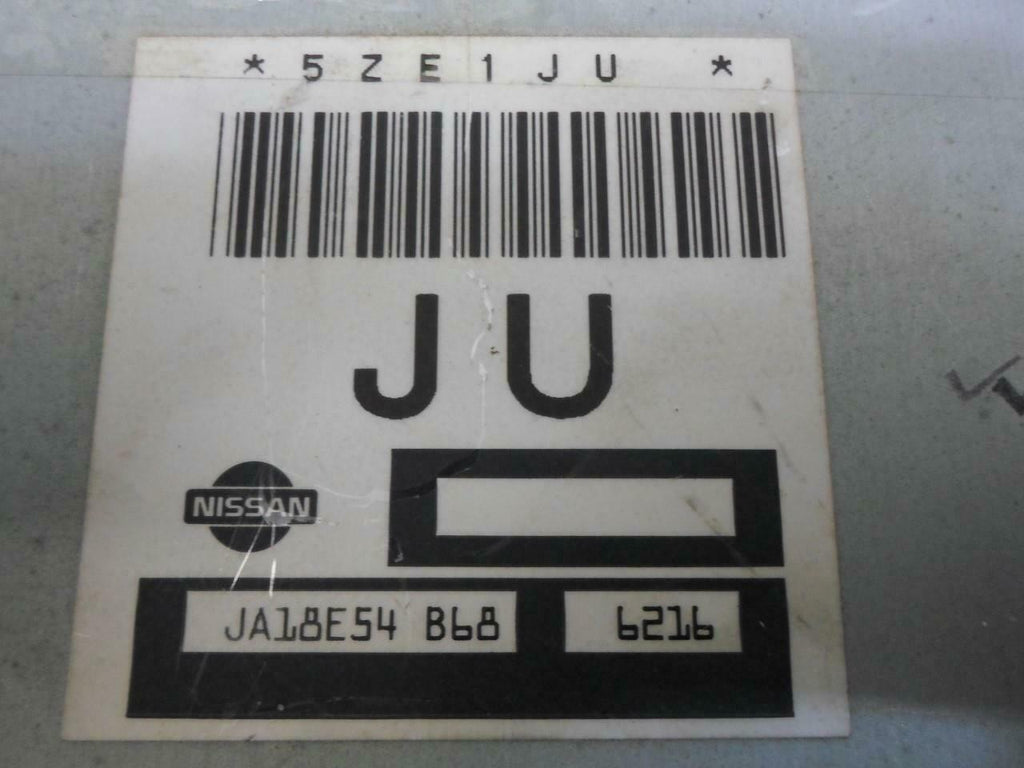 *5ZE1JU *
JU
NISSAN
JA18E54 B68
6216